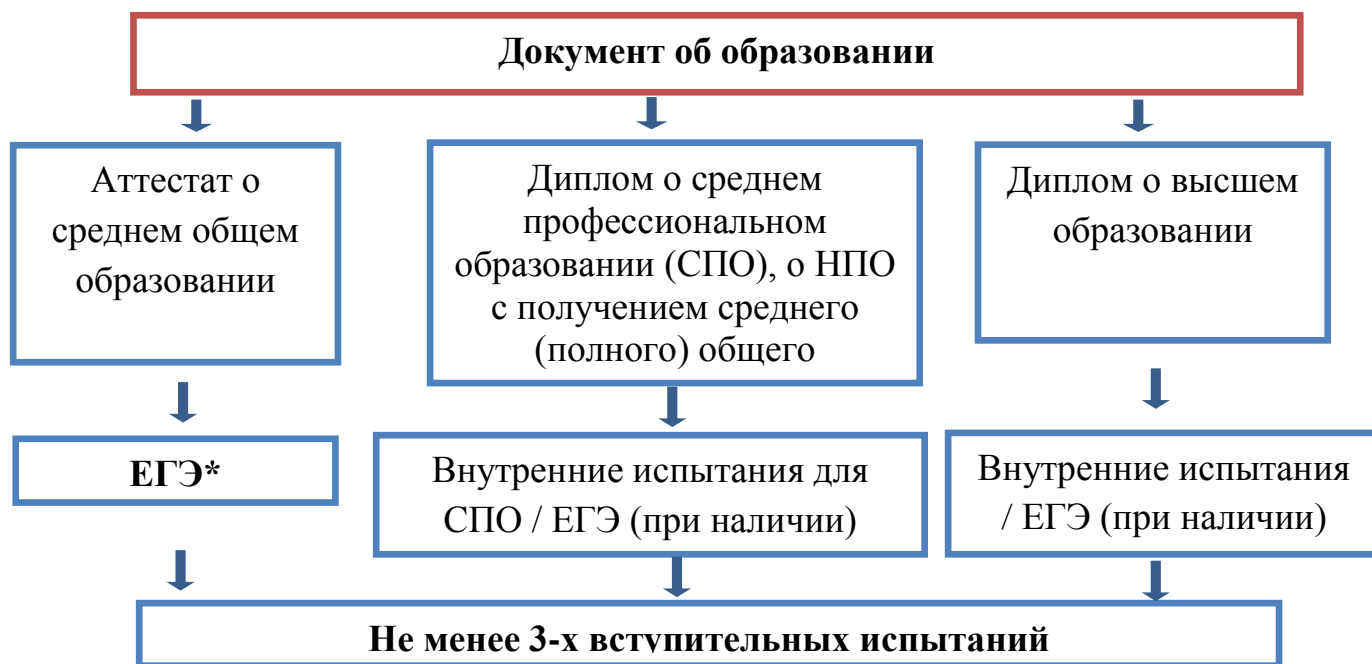 Документ об образовании
Аттестат о
среднем общем
образовании
Диплом о среднем
профессиональном
образовании (СПО), о НПО
с получением среднего
(полного) общего
Диплом о высшем
образовании
ЕГЭ*
Внутренние испытания для
СПО / ЕГЭ (при наличии)
Внутренние испытания
/ ЕГЭ (при наличии)
Не менее 3-х вступительных испытаний